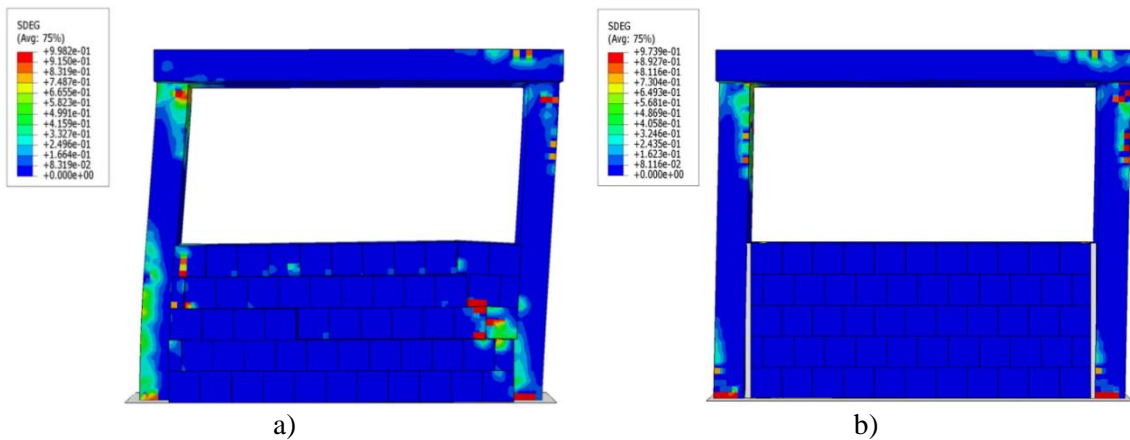 SDEG
(Avg: 75%)
+9.982e-01
+9.150e-01
+8.319e-01
+7.487e-01
+6.655e-01
+5.823e-01
+4.991e-01
+4.159e-01
+3.327e-01
+2.496e-01
+1.664e-01
+8.319e-02
+0.000e+00
SDEG
(Avg: 75%)
+9.739e-01
+8.927e-01
+8.116e-01
+7.304e-01
+6.493e-01
+5.681e-01
+4.869e-01
+4.058e-01
+3.246e-01
+2.435e-01
+1.623e-01
+8.116e-02
+0.000e+00
a)
b)